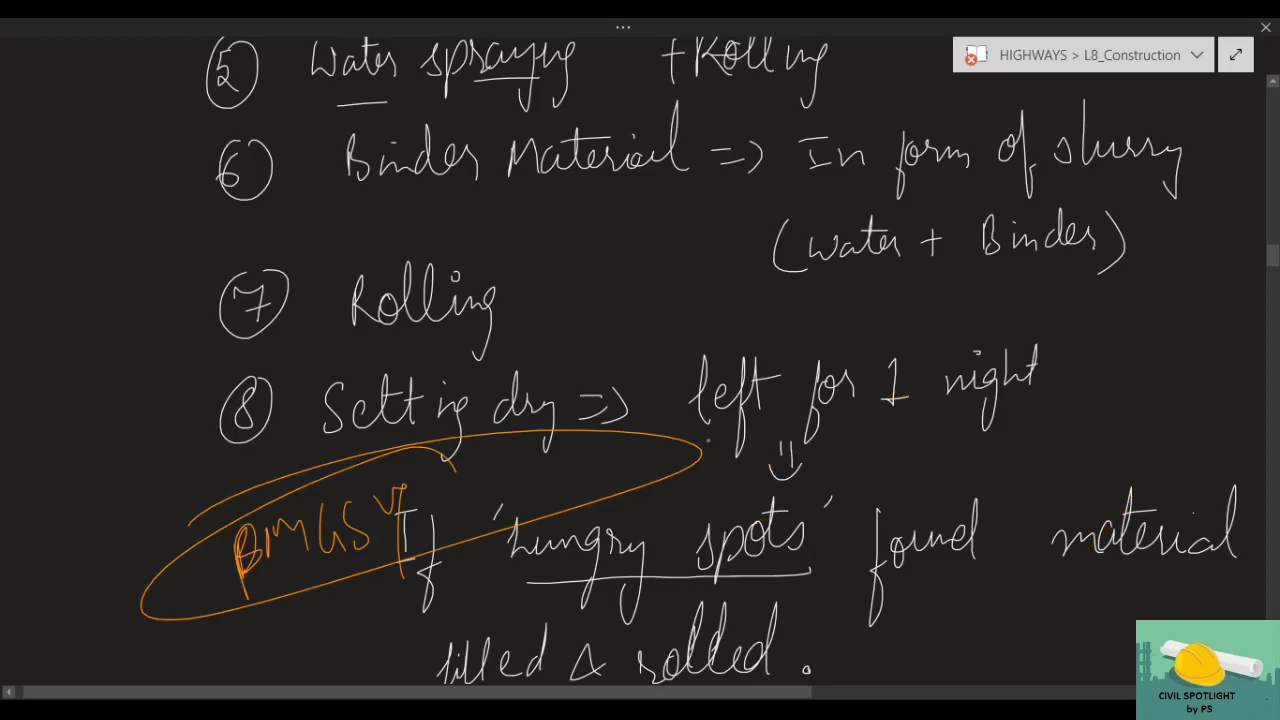 HIGHWAYS > L8_Construction
5 Water spraying + Rolling
6 Binder Material => In form of slurry
(Water + Binder)
7 Rolling
8 Setting dry => left for 1 night
If 'hungry spots' found material
filled & rolled.
CIVIL SPOTLIGHT
by PS